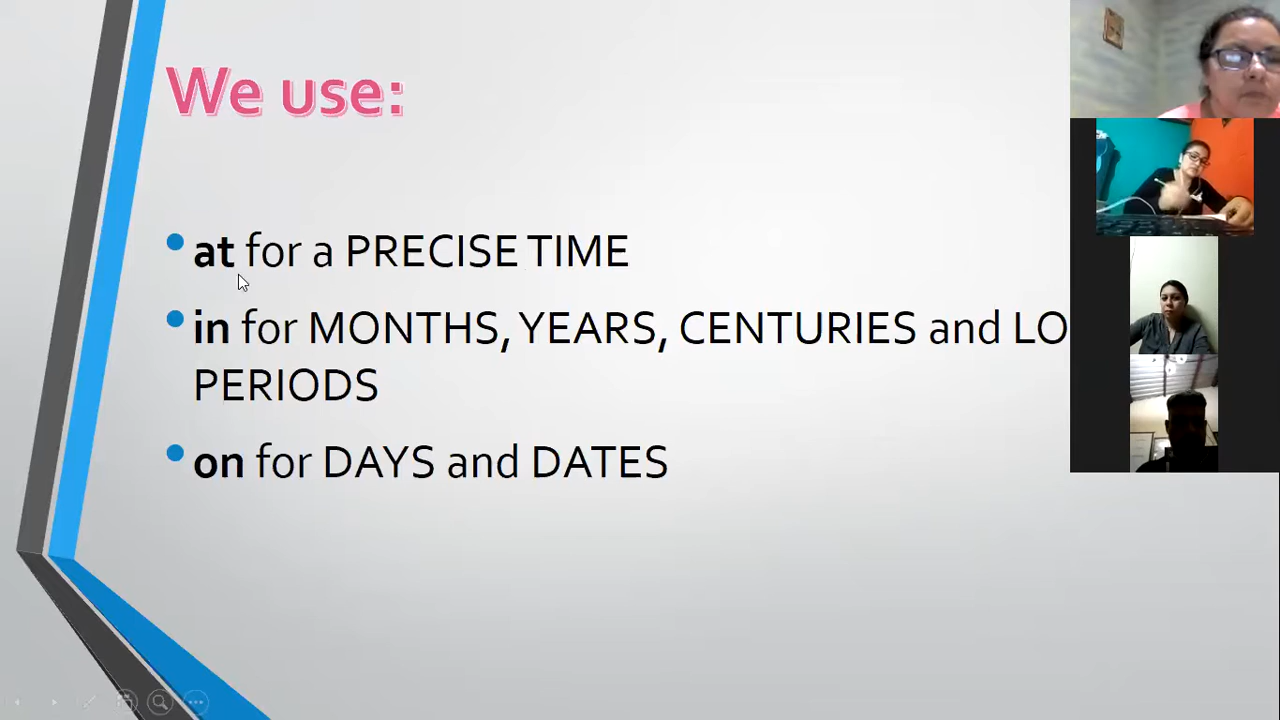 We use:
at for a PRECISE TIME
in for MONTHS, YEARS, CENTURIES and LO
PERIODS
on for DAYS and DATES